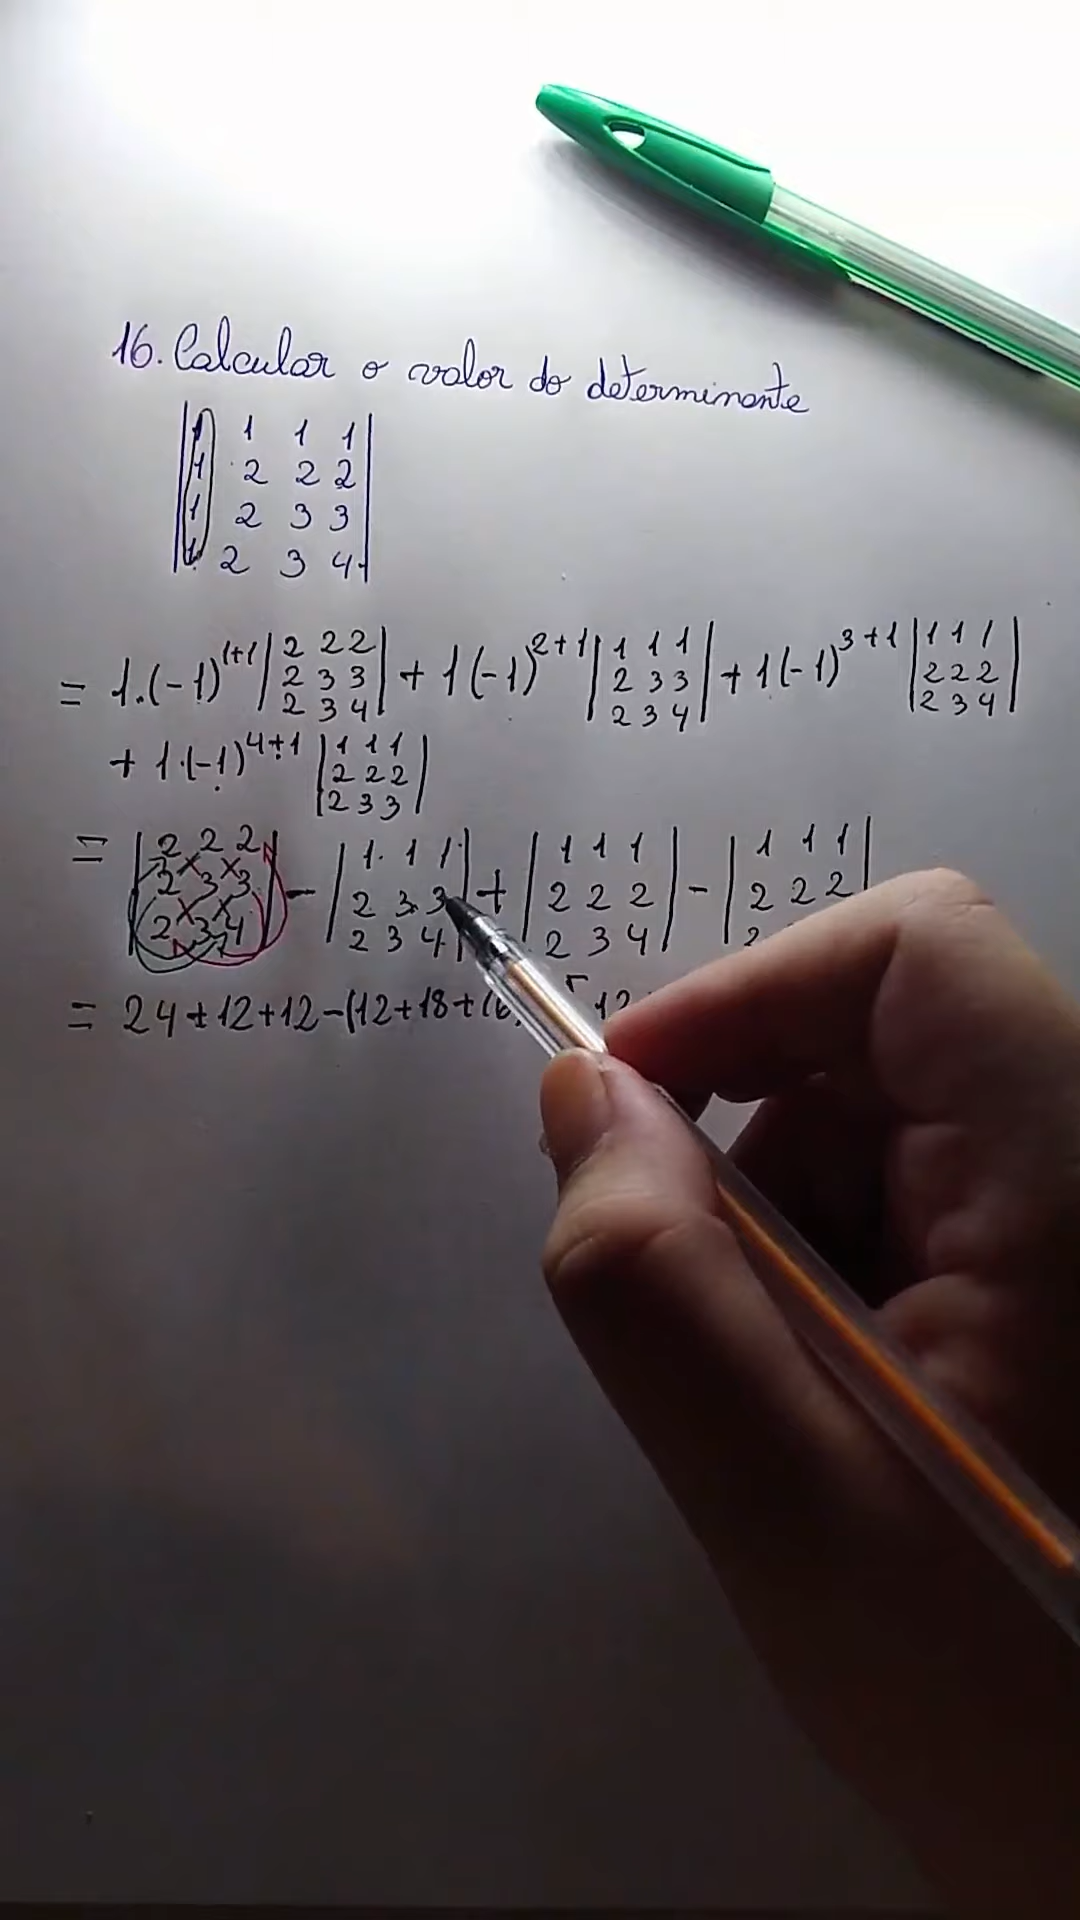 16. Calcular o valor do determinante
| 1 1 1 1 |
| 1 2 2 2 |
| 1 2 3 3 |
| 1 2 3 4 |
= 1.(-1)^1+1 | 2 2 2 | + 1(-1)^2+1 | 1 1 1 | + 1(-1)^3+1 | 1 1 1 |
| 2 3 3 | | 2 3 3 | | 2 2 2 |
| 2 3 4 | | 2 3 4 | | 2 3 4 |
+ 1.(-1)^4+1 | 1 1 1 |
| 2 2 2 |
| 2 3 3 |
= | 2 2 2 | - | 1 1 1 | + | 1 1 1 | - | 1 1 1 |
| 2 3 3 | | 2 3 3 | | 2 2 2 | | 2 2 2 |
| 2 3 4 | | 2 3 4 | | 2 3 4 | | 2
= 24+12+12-(12+18+16 12